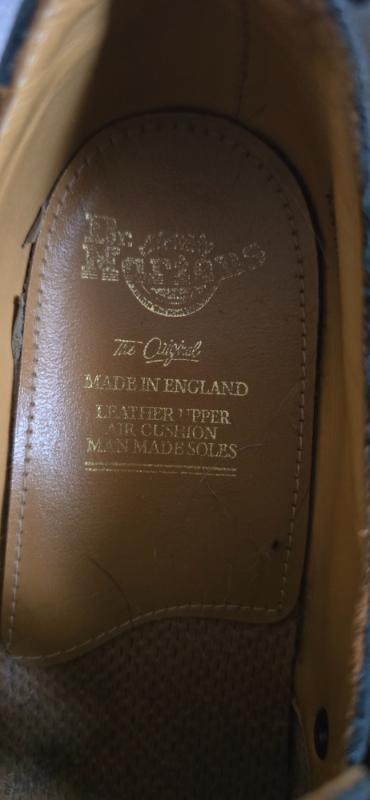 Dr.
Martens
The Original
MADE IN ENGLAND
LEATHER UPPER
AIR CUSHION
MAN MADE SOLES